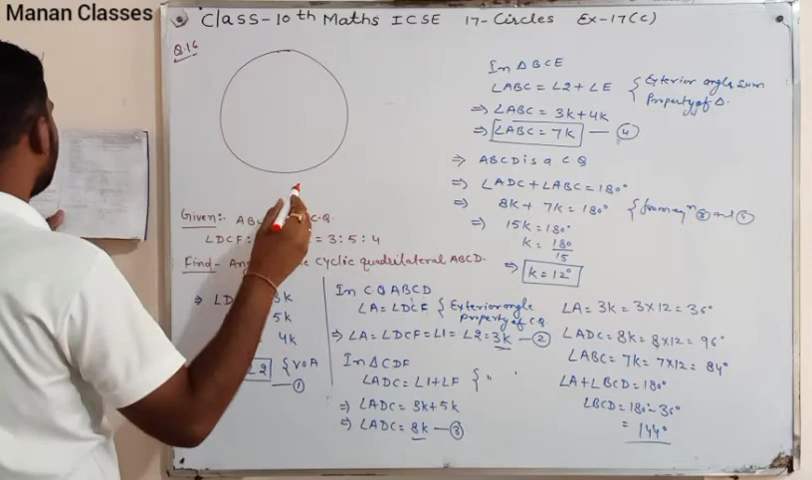 Manan Classes
Class-10th Maths ICSE 17-Circles Ex-17(C)
Q.16
Given:- C.Q.
∠DCF: = 3:5:4
Find- cyclic quadrilateral ABCD.
3k
5k
4k
{VOA
①
In CQ ABCD
∠A = ∠DCF {Exterior angle
Property of CQ.
⇒ ∠A = ∠DCF = ∠1 = ∠2 = 3k —②
In △CDF
∠ADC = ∠1+∠F { "
⇒ ∠ADC = 3k+5k
⇒ ∠ADC = 8k —③
In △BCE
∠ABC = ∠2 + ∠E {Exterior angle sum
Property of △.
⇒ ∠ABC = 3k+4k
⇒ ∠ABC = 7k —④
⇒ ABCD is a CQ
⇒ ∠ADC + ∠ABC = 180°
⇒ 8k + 7k = 180° {from eqn ③ and
⇒ 15k = 180°
k = 180/15
⇒ k = 12°
∠A = 3k = 3×12 = 36°
∠ADC = 8k = 8×12 = 96°
∠ABC = 7k = 7×12 = 84°
∠A + ∠BCD = 180°
∠BCD = 180°-36°
= 144°